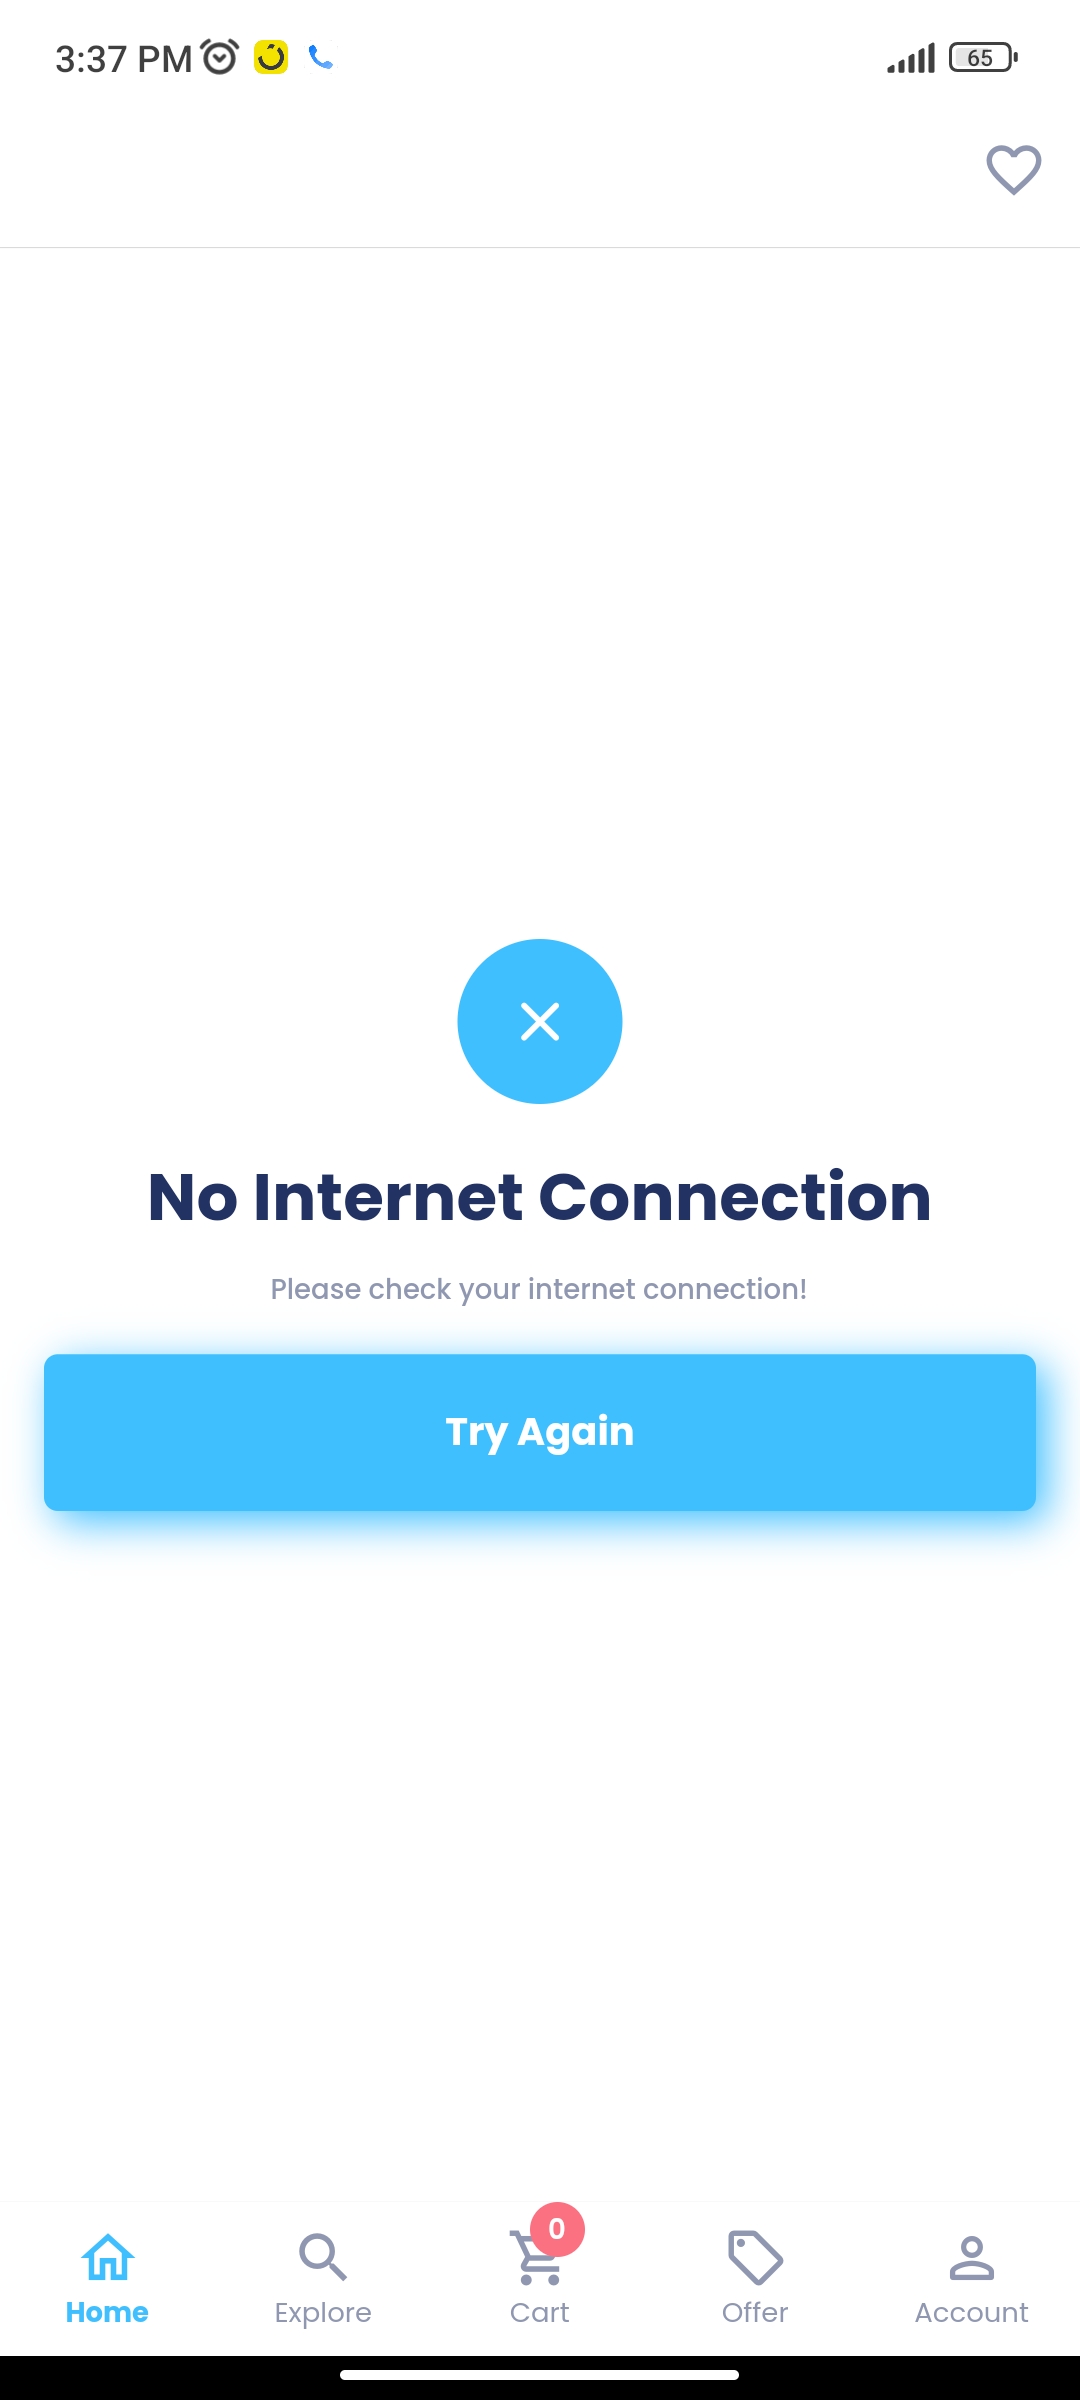 3:37 PM
65
No Internet Connection
Please check your internet connection!
Try Again
0
Home
Explore
Cart
Offer
Account